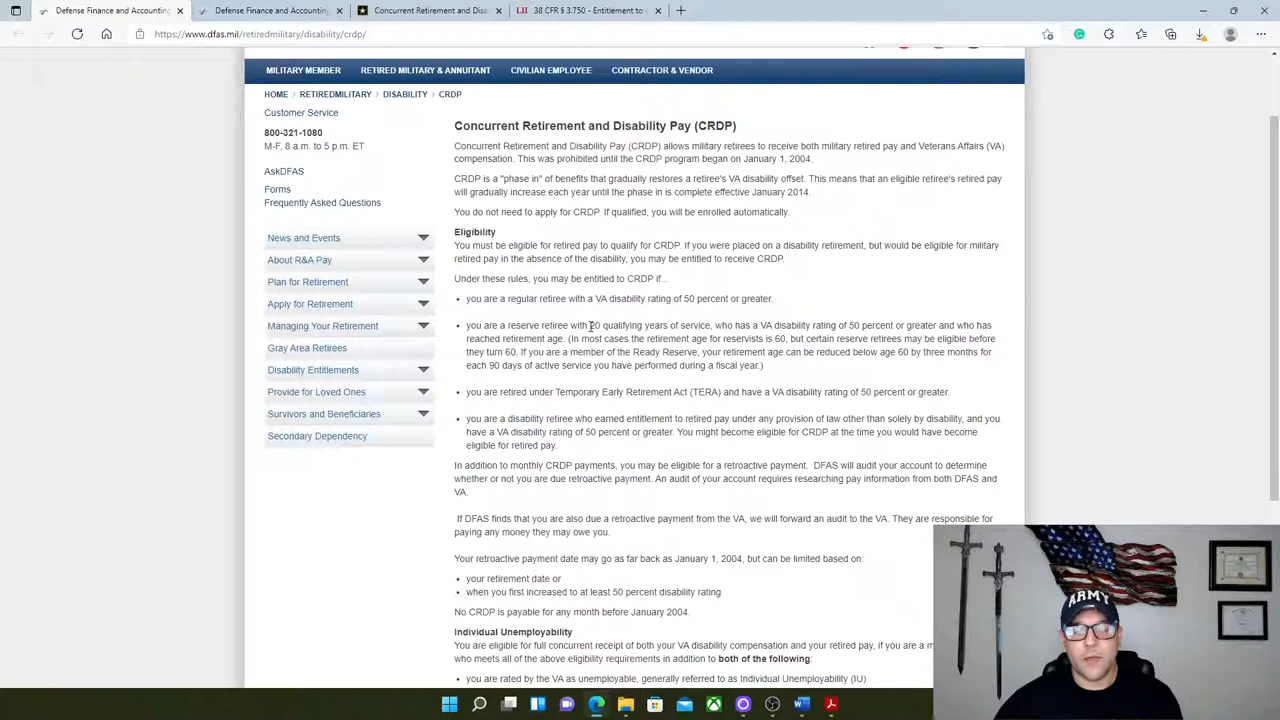 Defense Finance and Accounting
Defense Finance and Accounting
Concurrent Retirement and Disa
LII 38 CFR § 3.750 - Entitlement to
https://www.dfas.mil/retiredmilitary/disability/crdp/
MILITARY MEMBER RETIRED MILITARY & ANNUITANT CIVILIAN EMPLOYEE CONTRACTOR & VENDOR
HOME > RETIREDMILITARY > DISABILITY > CRDP
Customer Service
800-321-1080
M-F, 8 a.m. to 5 p.m. ET
AskDFAS
Forms
Frequently Asked Questions
News and Events
About R&A Pay
Plan for Retirement
Apply for Retirement
Managing Your Retirement
Gray Area Retirees
Disability Entitlements
Provide for Loved Ones
Survivors and Beneficiaries
Secondary Dependency
Concurrent Retirement and Disability Pay (CRDP)
Concurrent Retirement and Disability Pay (CRDP) allows military retirees to receive both military retired pay and Veterans Affairs (VA)
compensation. This was prohibited until the CRDP program began on January 1, 2004.
CRDP is a "phase in" of benefits that gradually restores a retiree's VA disability offset. This means that an eligible retiree's retired pay
will gradually increase each year until the phase in is complete effective January 2014.
You do not need to apply for CRDP. If qualified, you will be enrolled automatically.
Eligibility
You must be eligible for retired pay to qualify for CRDP. If you were placed on a disability retirement, but would be eligible for military
retired pay in the absence of the disability, you may be entitled to receive CRDP.
Under these rules, you may be entitled to CRDP if...
• you are a regular retiree with a VA disability rating of 50 percent or greater.
• you are a reserve retiree with 20 qualifying years of service, who has a VA disability rating of 50 percent or greater and who has
reached retirement age. (In most cases the retirement age for reservists is 60, but certain reserve retirees may be eligible before
they turn 60. If you are a member of the Ready Reserve, your retirement age can be reduced below age 60 by three months for
each 90 days of active service you have performed during a fiscal year.)
• you are retired under Temporary Early Retirement Act (TERA) and have a VA disability rating of 50 percent or greater.
• you are a disability retiree who earned entitlement to retired pay under any provision of law other than solely by disability, and you
have a VA disability rating of 50 percent or greater. You might become eligible for CRDP at the time you would have become
eligible for retired pay.
In addition to monthly CRDP payments, you may be eligible for a retroactive payment. DFAS will audit your account to determine
whether or not you are due retroactive payment. An audit of your account requires researching pay information from both DFAS and
VA.
If DFAS finds that you are also due a retroactive payment from the VA, we will forward an audit to the VA. They are responsible for
paying any money they may owe you.
Your retroactive payment date may go as far back as January 1, 2004, but can be limited based on:
• your retirement date or
• when you first increased to at least 50 percent disability rating
No CRDP is payable for any month before January 2004.
Individual Unemployability
You are eligible for full concurrent receipt of both your VA disability compensation and your retired pay, if you are a m
who meets all of the above eligibility requirements in addition to both of the following:
• you are rated by the VA as unemployable, generally referred to as Individual Unemployability (IU)
ARMY